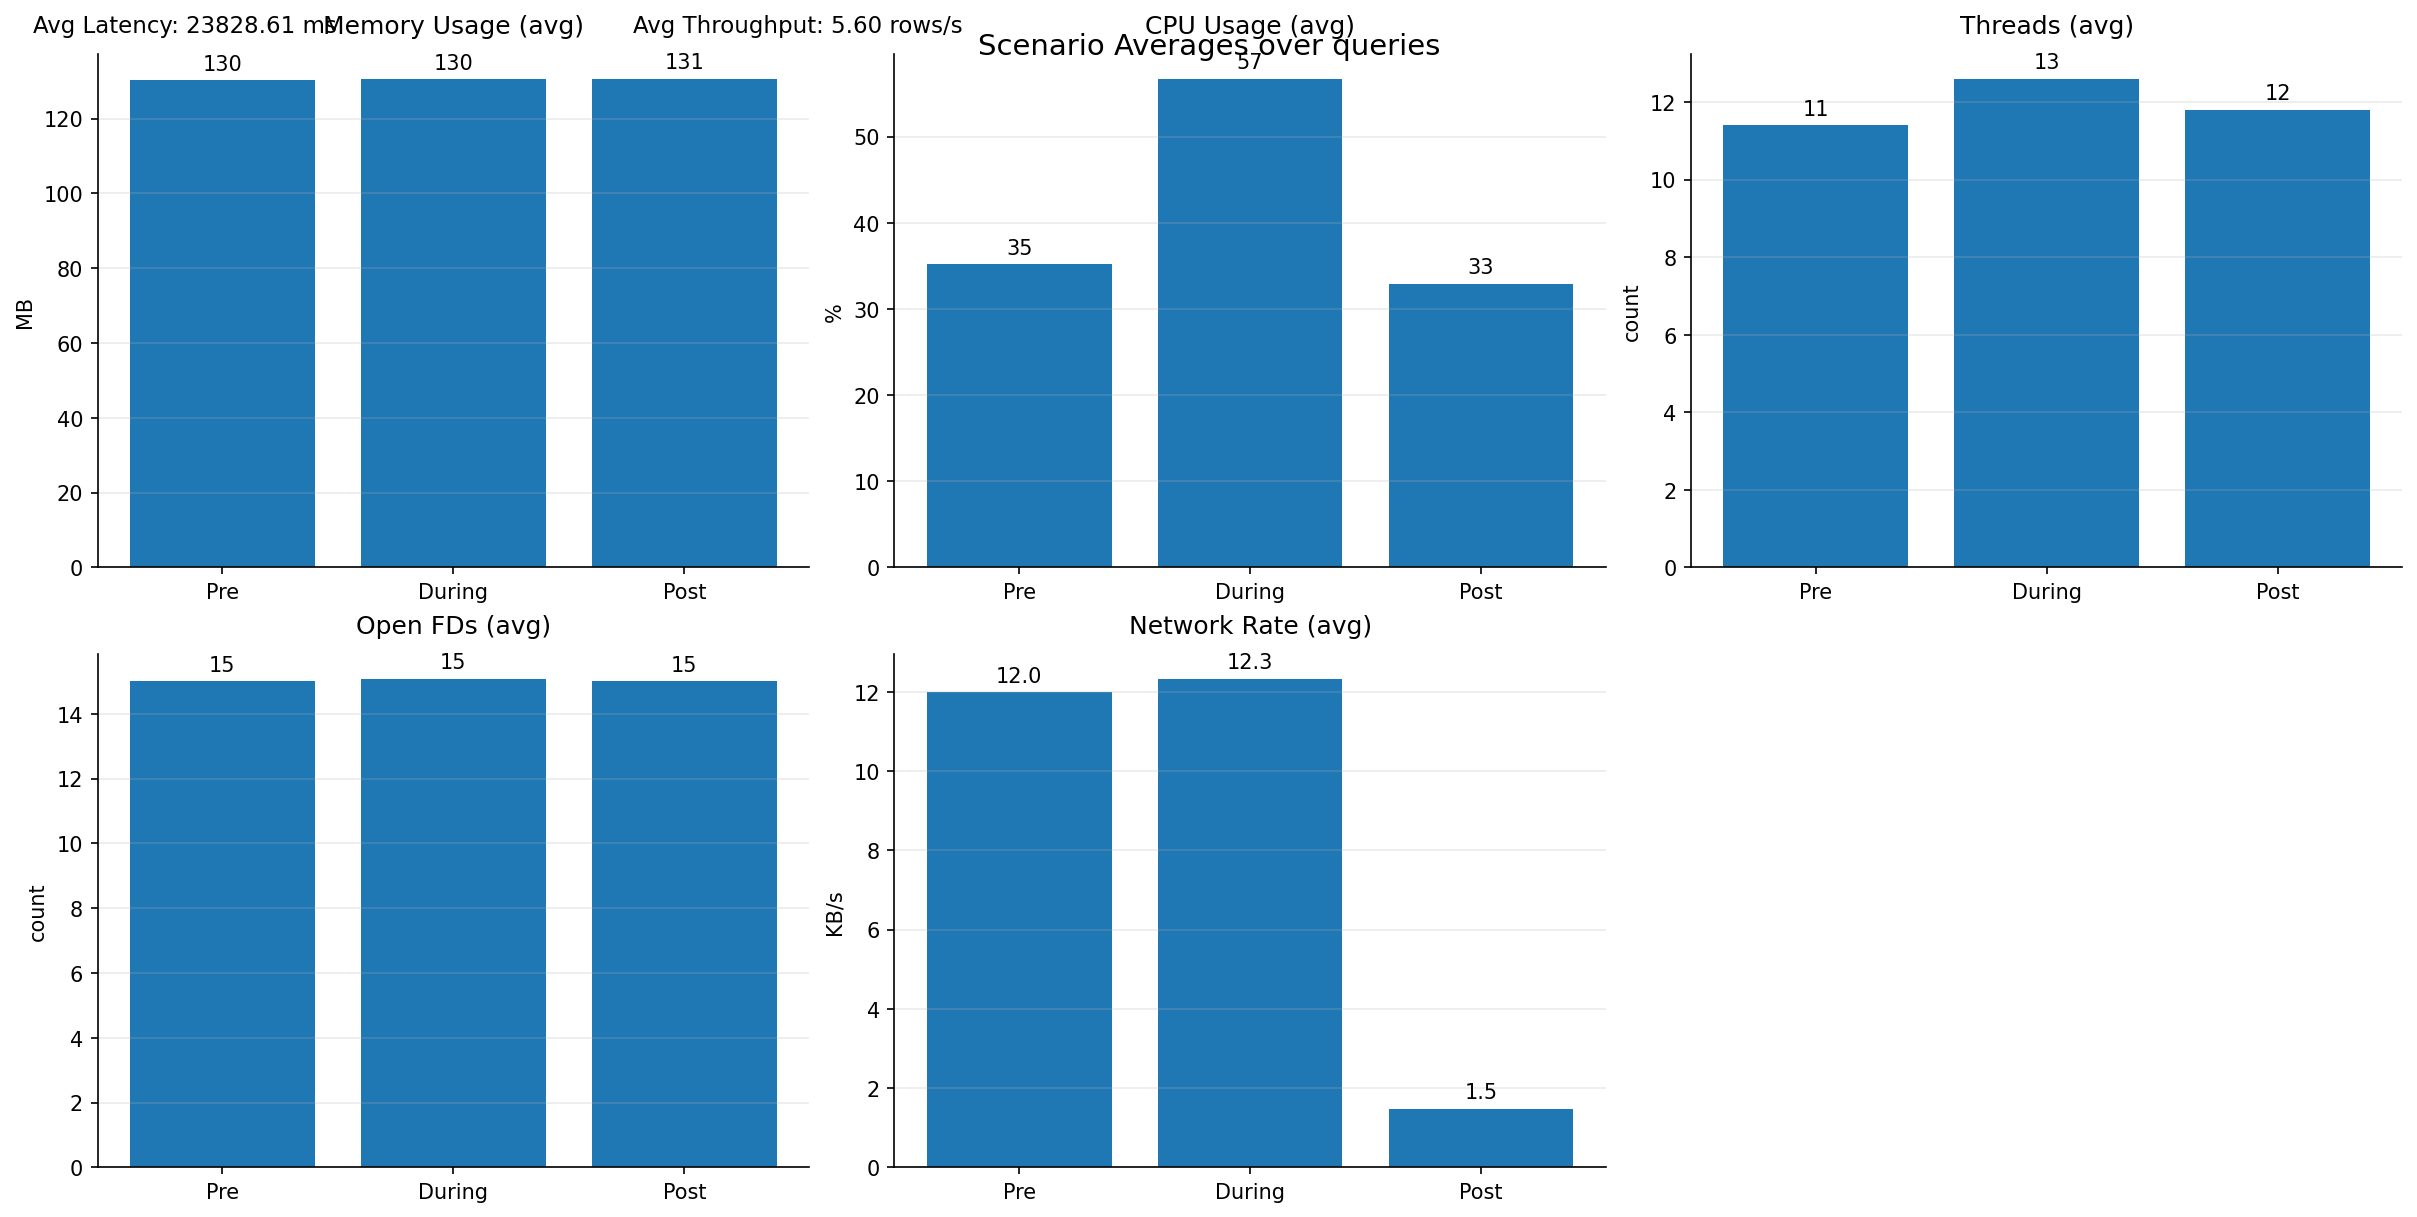 Avg Latency: 23828.61 ms
Memory Usage (avg)
Avg Throughput: 5.60 rows/s
CPU Usage (avg)
Threads (avg)
Scenario Averages over queries
MB
0
20
40
60
80
100
120
130
130
131
Pre
During
Post
%
0
10
20
30
40
50
35
57
33
Pre
During
Post
count
0
2
4
6
8
10
12
11
13
12
Pre
During
Post
Open FDs (avg)
count
0
2
4
6
8
10
12
14
15
15
15
Pre
During
Post
Network Rate (avg)
KB/s
0
2
4
6
8
10
12
12.0
12.3
1.5
Pre
During
Post